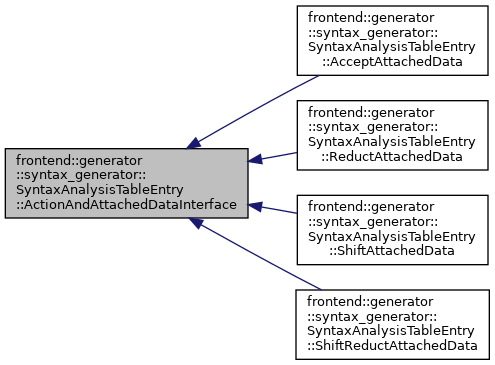 frontend::generator
::syntax_generator::
SyntaxAnalysisTableEntry
::AcceptAttachedData
frontend::generator
::syntax_generator::
SyntaxAnalysisTableEntry
::ReductAttachedData
frontend::generator
::syntax_generator::
SyntaxAnalysisTableEntry
::ActionAndAttachedDataInterface
frontend::generator
::syntax_generator::
SyntaxAnalysisTableEntry
::ShiftAttachedData
frontend::generator
::syntax_generator::
SyntaxAnalysisTableEntry
::ShiftReductAttachedData